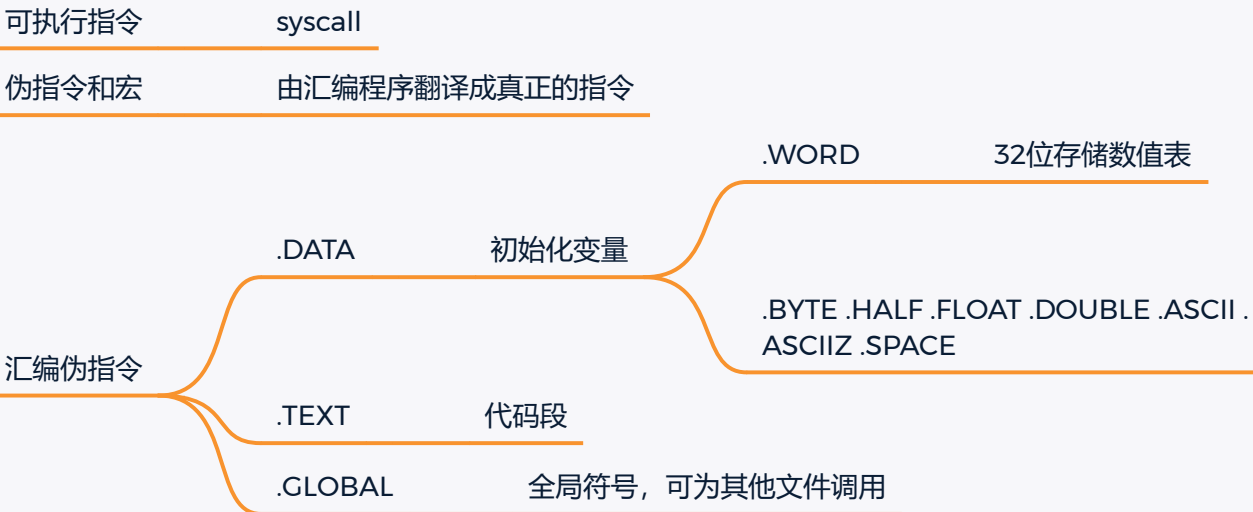 可执行指令 syscall
伪指令和宏 由汇编程序翻译成真正的指令
.WORD 32位存储数值表
.DATA 初始化变量
.BYTE .HALF .FLOAT .DOUBLE .ASCII .
ASCIIZ .SPACE
汇编伪指令
.TEXT 代码段
.GLOBAL 全局符号，可为其他文件调用